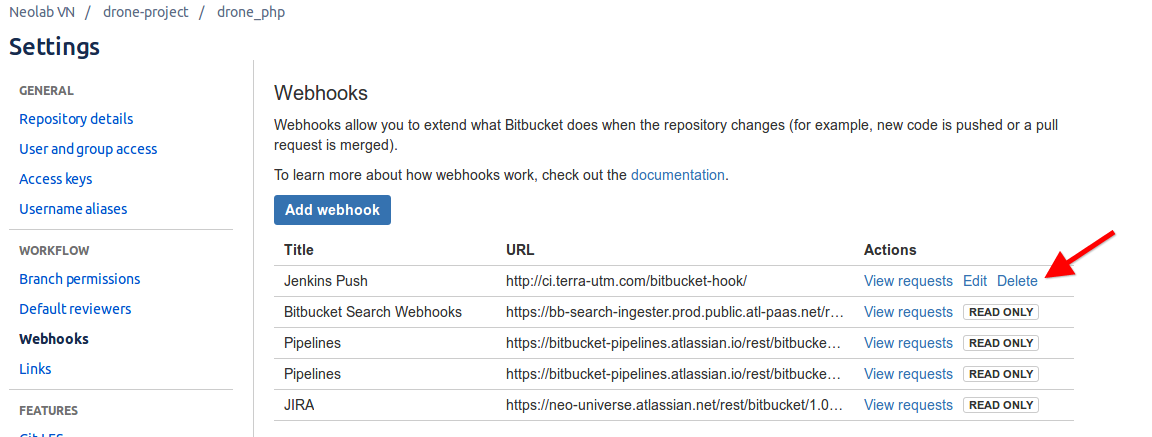 Neolab VN / drone-project / drone_php
Settings
GENERAL
Repository details
User and group access
Access keys
Username aliases
WORKFLOW
Branch permissions
Default reviewers
Webhooks
Links
FEATURES
Webhooks
Webhooks allow you to extend what Bitbucket does when the repository changes (for example, new code is pushed or a pull
request is merged).
To learn more about how webhooks work, check out the documentation.
Add webhook
Title URL Actions
Jenkins Push http://ci.terra-utm.com/bitbucket-hook/ View requests Edit Delete
Bitbucket Search Webhooks https://bb-search-ingester.prod.public.atl-paas.net/r… View requests READ ONLY
Pipelines https://bitbucket-pipelines.atlassian.io/rest/bitbucke… View requests READ ONLY
Pipelines https://bitbucket-pipelines.atlassian.io/rest/bitbucke… View requests READ ONLY
JIRA https://neo-universe.atlassian.net/rest/bitbucket/1.0… View requests READ ONLY